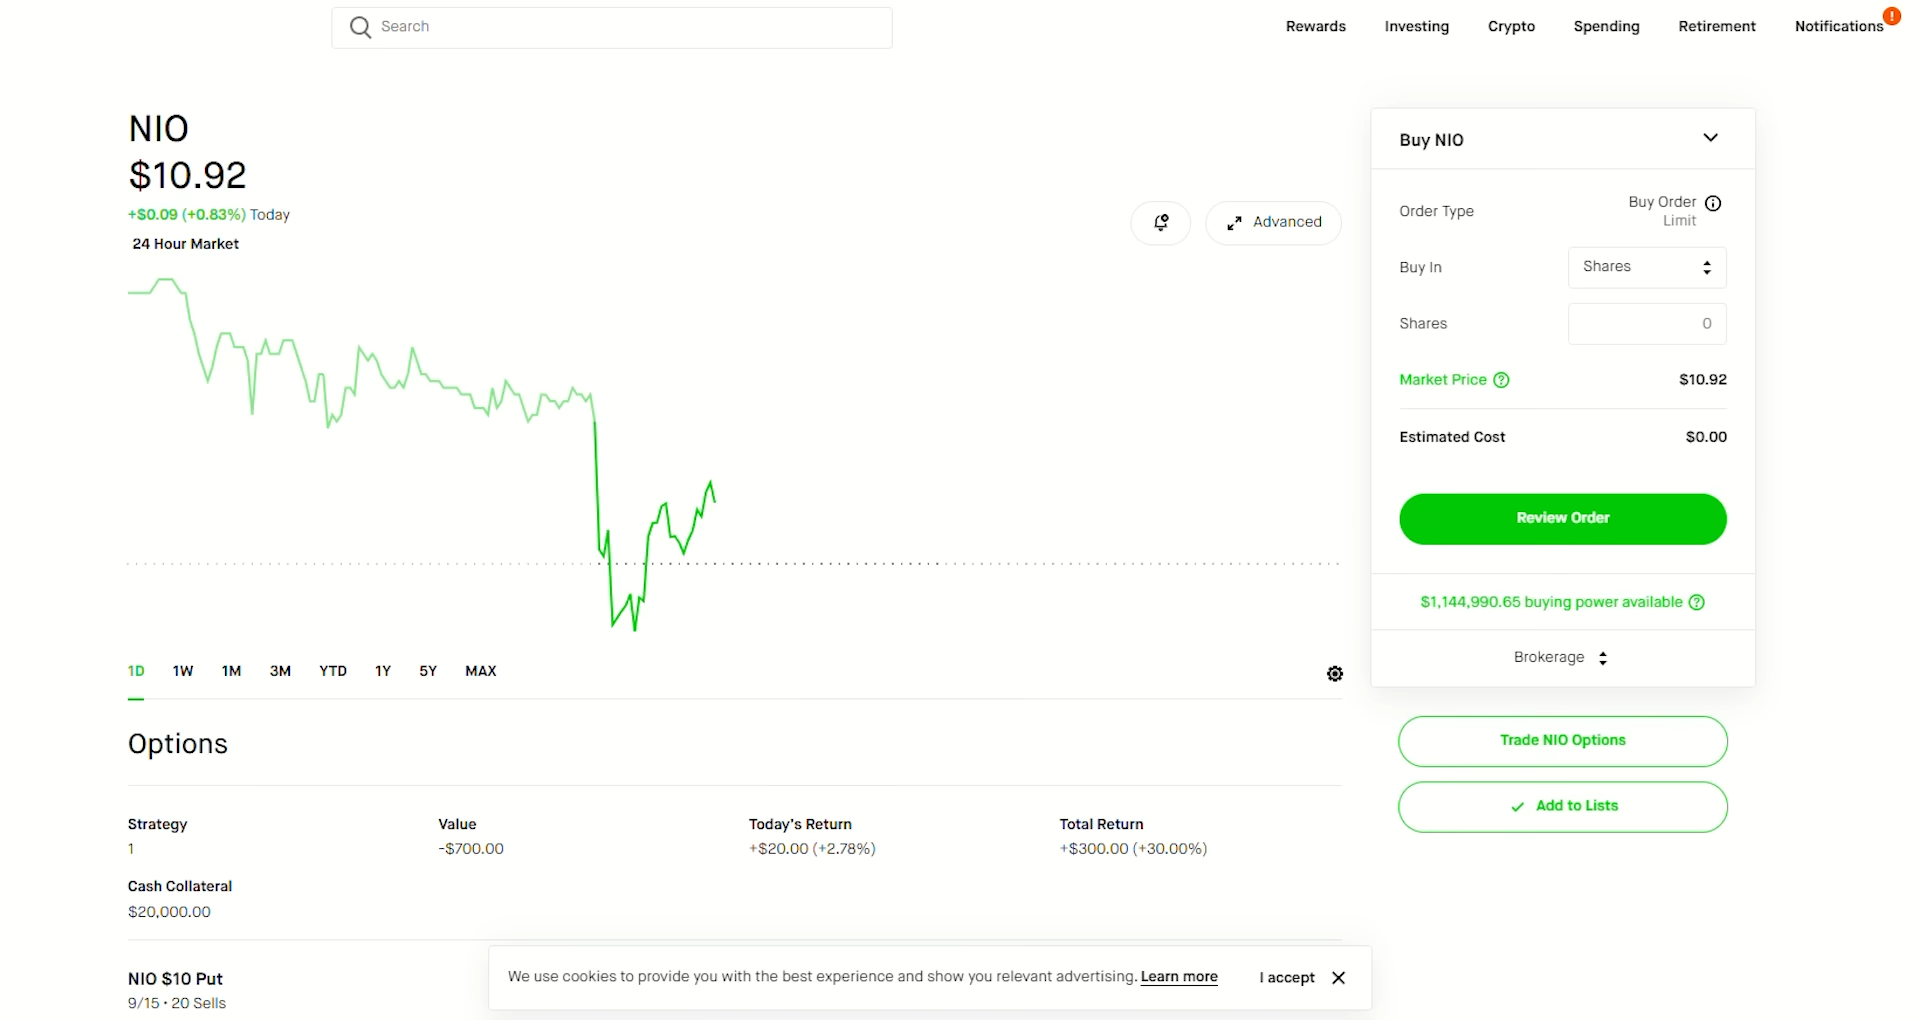 Search
Rewards
Investing
Crypto
Spending
Retirement
Notifications
!
NIO
$10.92
+$0.09 (+0.83%) Today
24 Hour Market
Advanced
1D
1W
1M
3M
YTD
1Y
5Y
MAX
Options
Strategy
1
Value
-$700.00
Today's Return
+$20.00 (+2.78%)
Total Return
+$300.00 (+30.00%)
Cash Collateral
$20,000.00
NIO $10 Put
9/15 · 20 Sells
Buy NIO
Order Type
Buy Order
Limit
Buy In
Shares
Shares
0
Market Price ?
$10.92
Estimated Cost
$0.00
Review Order
$1,144,990.65 buying power available ?
Brokerage
Trade NIO Options
Add to Lists
We use cookies to provide you with the best experience and show you relevant advertising. Learn more
I accept